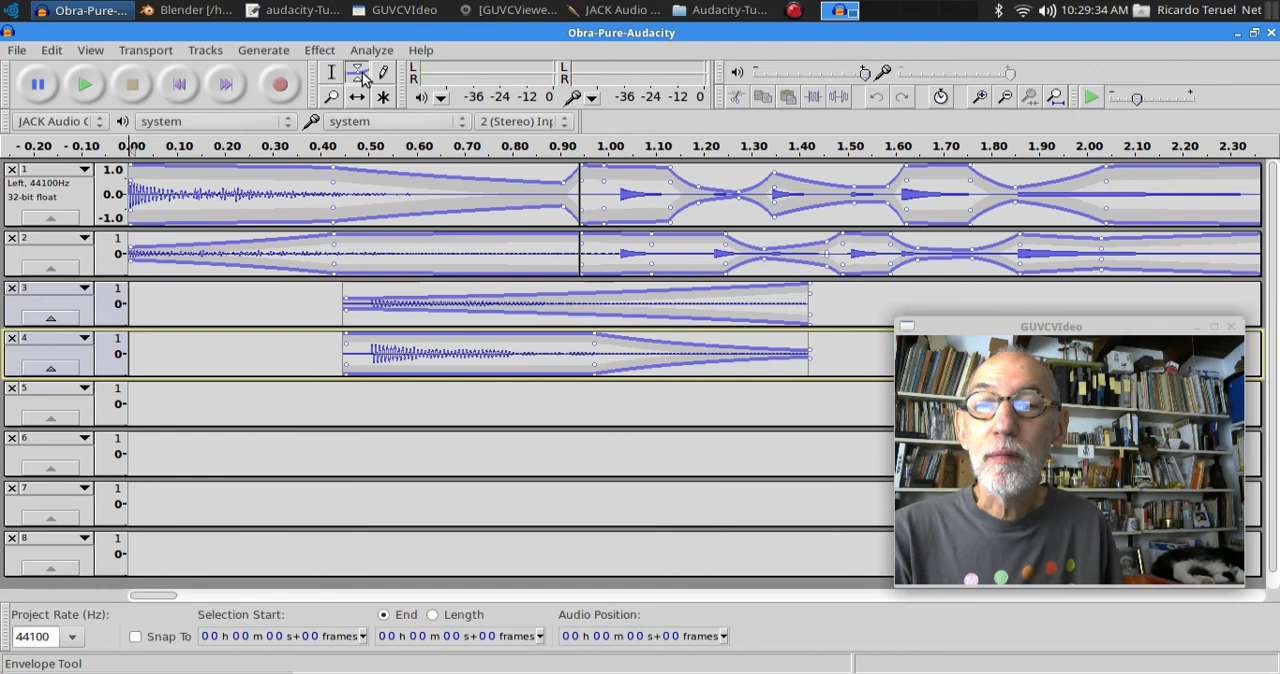 Obra-Pure-... Blender [/h... audacity-Tu... GUVCVIdeo [GUVCViewe... JACK Audio ... Audacity-Tu... 10:29:34 AM Ricardo Teruel Net
Obra-Pure-Audacity
File Edit View Transport Tracks Generate Effect Analyze Help
L R -36 -24 -12 0 L R -36 -24 -12 0
JACK Audio C system system 2 (Stereo) Inp
- 0.20 - 0.10 0.00 0.10 0.20 0.30 0.40 0.50 0.60 0.70 0.80 0.90 1.00 1.10 1.20 1.30 1.40 1.50 1.60 1.70 1.80 1.90 2.00 2.10 2.20 2.30
1 1.0
Left, 44100Hz
32-bit float 0.0
-1.0
2 1
0-
3 1
0-
4 1
0-
5 1
0-
6 1
0-
7 1
0-
8 1
0-
GUVCVIdeo
Project Rate (Hz): Selection Start: End Length Audio Position:
44100 Snap To 00 h 00 m 00 s+00 frames 00 h 00 m 00 s+00 frames 00 h 00 m 00 s+00 frames
Envelope Tool